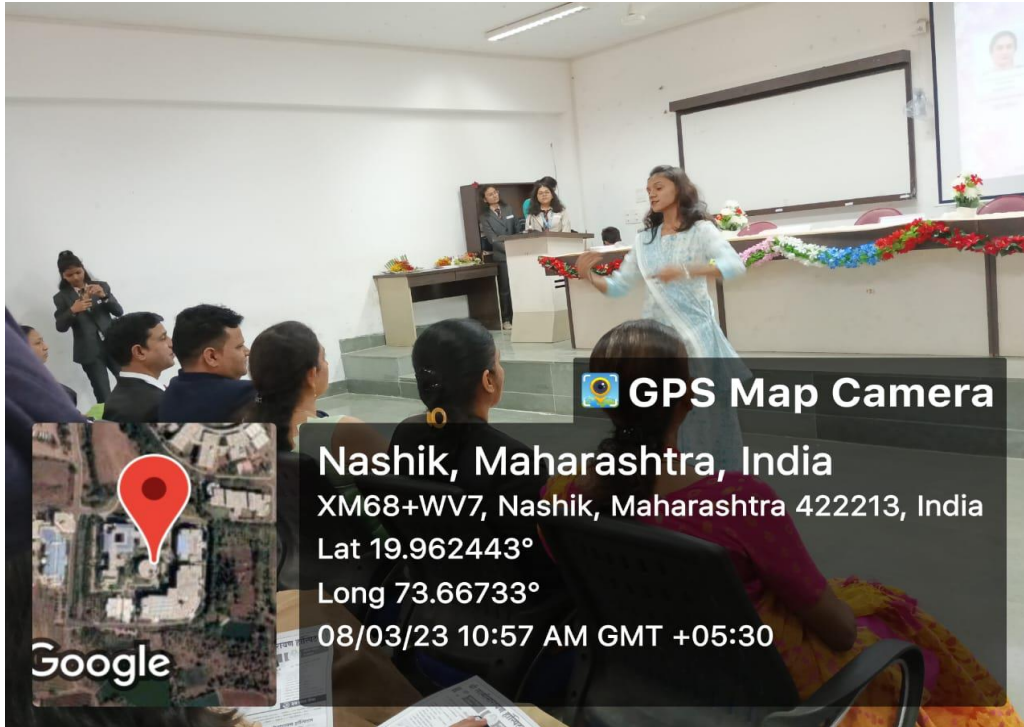 GPS Map Camera
Nashik, Maharashtra, India
XM68+WV7, Nashik, Maharashtra 422213, India
Lat 19.962443°
Long 73.66733°
08/03/23 10:57 AM GMT +05:30
Google